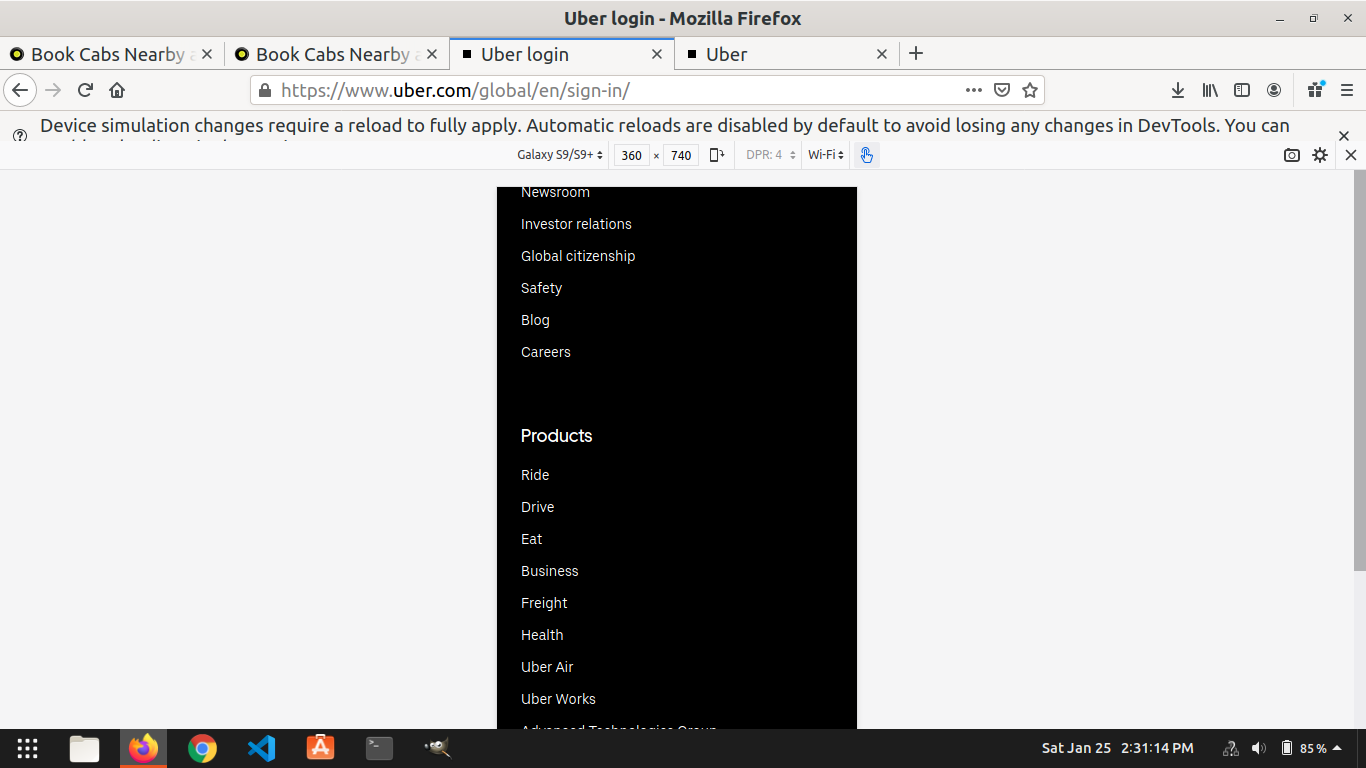 Uber login - Mozilla Firefox
Book Cabs Nearby
Book Cabs Nearby
Uber login
Uber
https://www.uber.com/global/en/sign-in/
Device simulation changes require a reload to fully apply. Automatic reloads are disabled by default to avoid losing any changes in DevTools. You can
Galaxy S9/S9+ 360 × 740 DPR: 4 Wi-Fi
Newsroom
Investor relations
Global citizenship
Safety
Blog
Careers
Products
Ride
Drive
Eat
Business
Freight
Health
Uber Air
Uber Works
Advanced Technologies Group
Sat Jan 25 2:31:14 PM
85 %